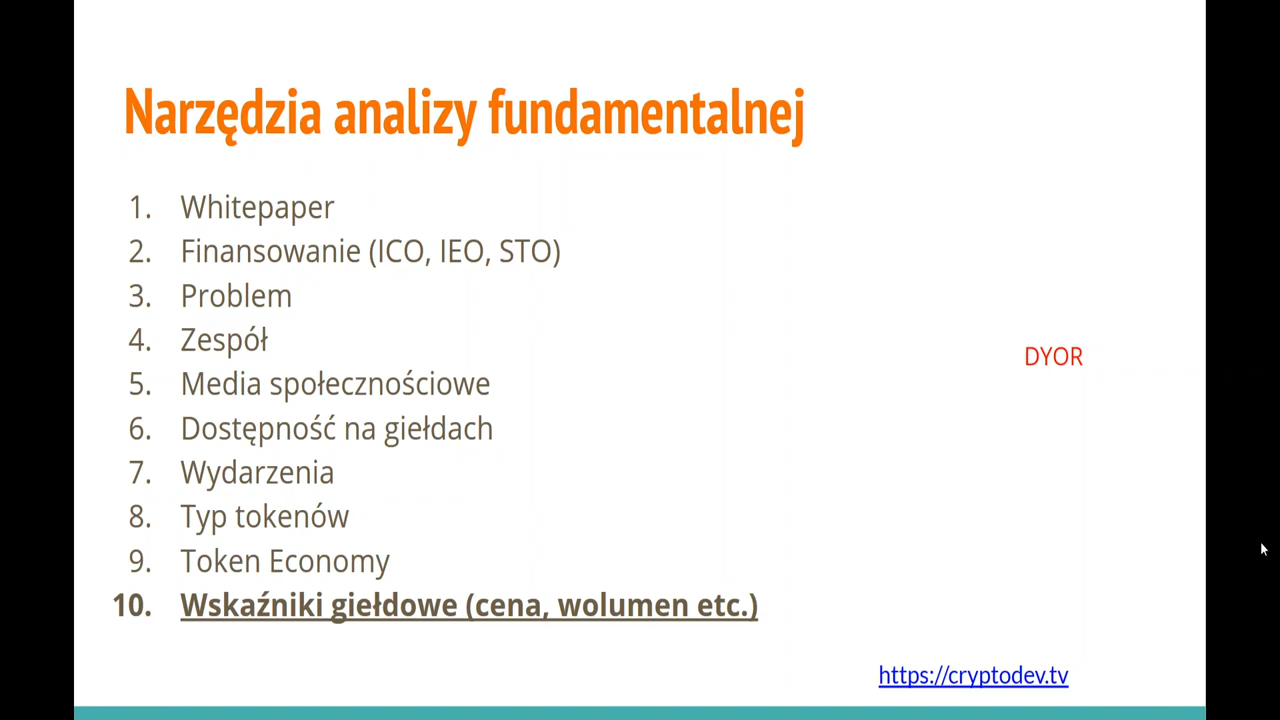 Narzędzia analizy fundamentalnej
1. Whitepaper
2. Finansowanie (ICO, IEO, STO)
3. Problem
4. Zespół
5. Media społecznościowe
6. Dostępność na giełdach
7. Wydarzenia
8. Typ tokenów
9. Token Economy
10. Wskaźniki giełdowe (cena, wolumen etc.)
DYOR
https://cryptodev.tv